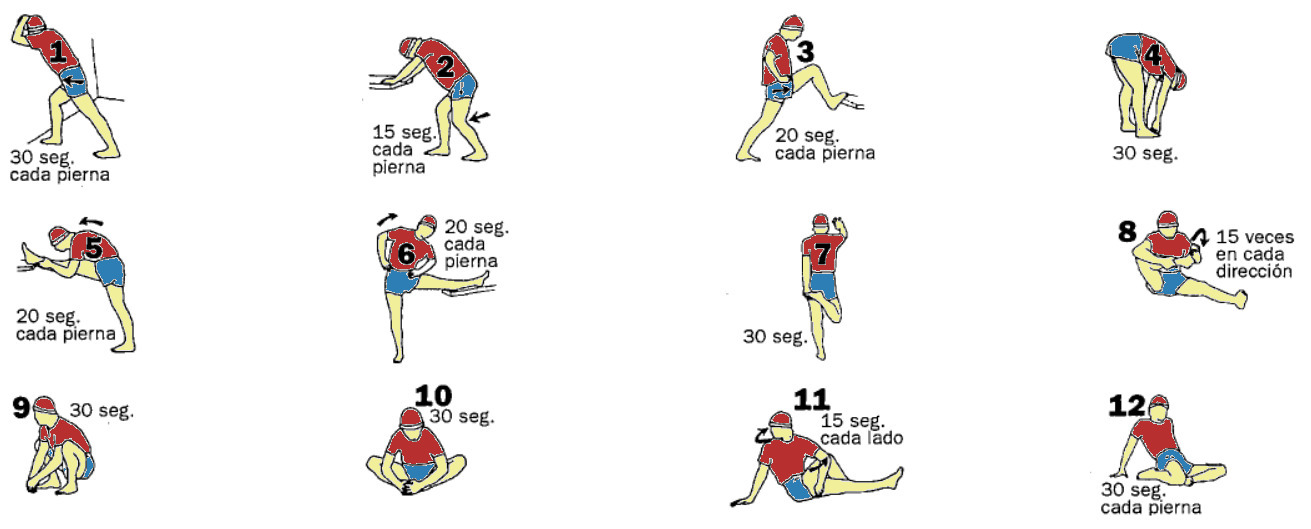 1
30 seg.
cada pierna
2
15 seg.
cada
pierna
3
20 seg.
cada pierna
4
30 seg.
5
20 seg.
cada pierna
6
20 seg.
cada
pierna
7
30 seg.
8
15 veces
en cada
dirección
9
30 seg.
10
30 seg.
11
15 seg.
cada lado
12
30 seg.
cada pierna